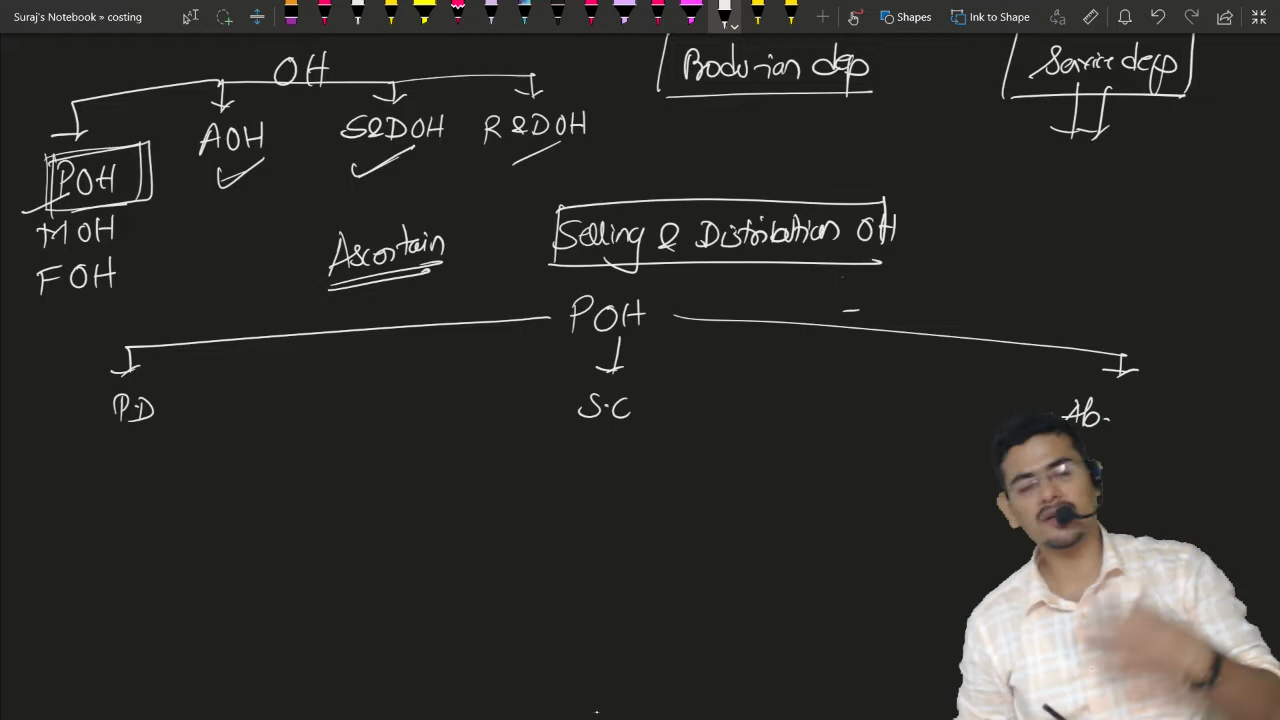 Suraj's Notebook » costing
Shapes
Ink to Shape
OH
Production dep
Service dep
POH
AOH
S&DOH
R&DOH
MOH
FOH
Ascertain
Selling & Distribution OH
POH
P.D
S.C
Ab.